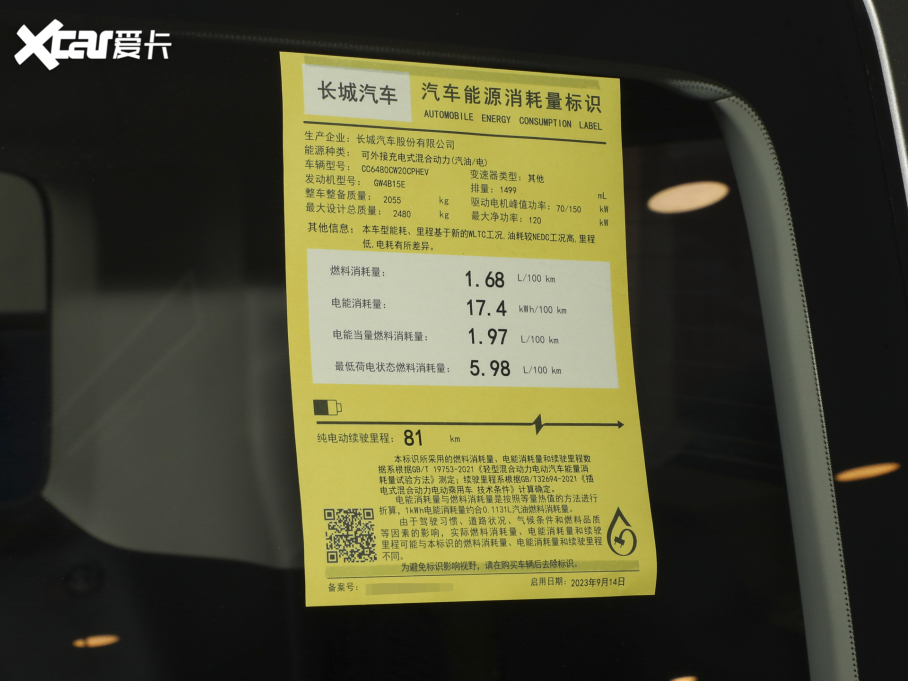 Xcar爱卡
长城汽车
汽车能源消耗量标识
AUTOMOBILE ENERGY CONSUMPTION LABEL
生产企业：长城汽车股份有限公司
能源种类：可外接充电式混合动力(汽油/电)
车辆型号：CC6480CW20CPHEV 变速器类型：其他
发动机型号：GW4B15E 排量：1499 mL
整车整备质量：2055 kg 驱动电机峰值功率：70/150 kW
最大设计总质量：2480 kg 最大净功率：120 kW
其他信息：本车型能耗、里程基于新的WLTC工况,油耗较NEDC工况高,里程
低,电耗有所差异。
燃料消耗量：1.68 L/100 km
电能消耗量：17.4 kWh/100 km
电能当量燃料消耗量：1.97 L/100 km
最低荷电状态燃料消耗量：5.98 L/100 km
纯电动续驶里程：81 km
本标识所采用的燃料消耗量、电能消耗量和续驶里程数
据系根据GB/T 19753-2021《轻型混合动力电动汽车能量消
耗量试验方法》测定；续驶里程系根据GB/T32694-2021《插
电式混合动力电动乘用车 技术条件》计算确定。
电能消耗量与燃料消耗量是按照等量热值的方法进行
折算，1kWh电能消耗量约合0.1131L汽油燃料消耗量。
由于驾驶习惯、道路状况、气候条件和燃料品质
等因素的影响，实际燃料消耗量、电能消耗量和续驶
里程可能与本标识的燃料消耗量、电能消耗量和续驶里程
不同。
为避免标识影响视野，请在购买车辆后去除标识。
备案号：
启用日期：2023年9月14日